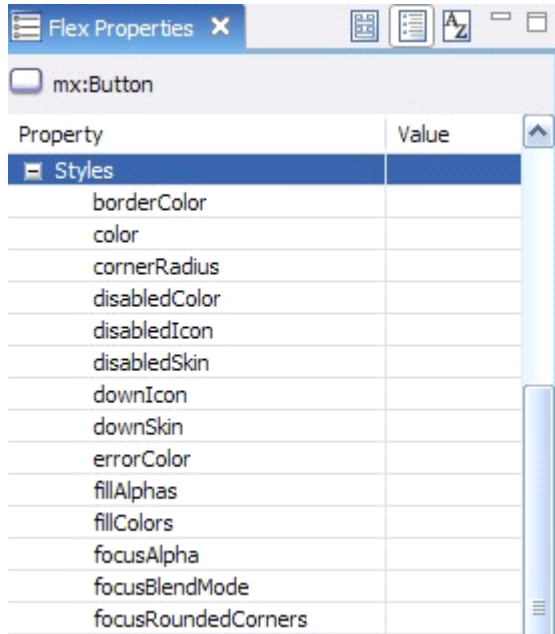 Flex Properties
mx:Button
Property Value
Styles
borderColor
color
cornerRadius
disabledColor
disabledIcon
disabledSkin
downIcon
downSkin
errorColor
fillAlphas
fillColors
focusAlpha
focusBlendMode
focusRoundedCorners